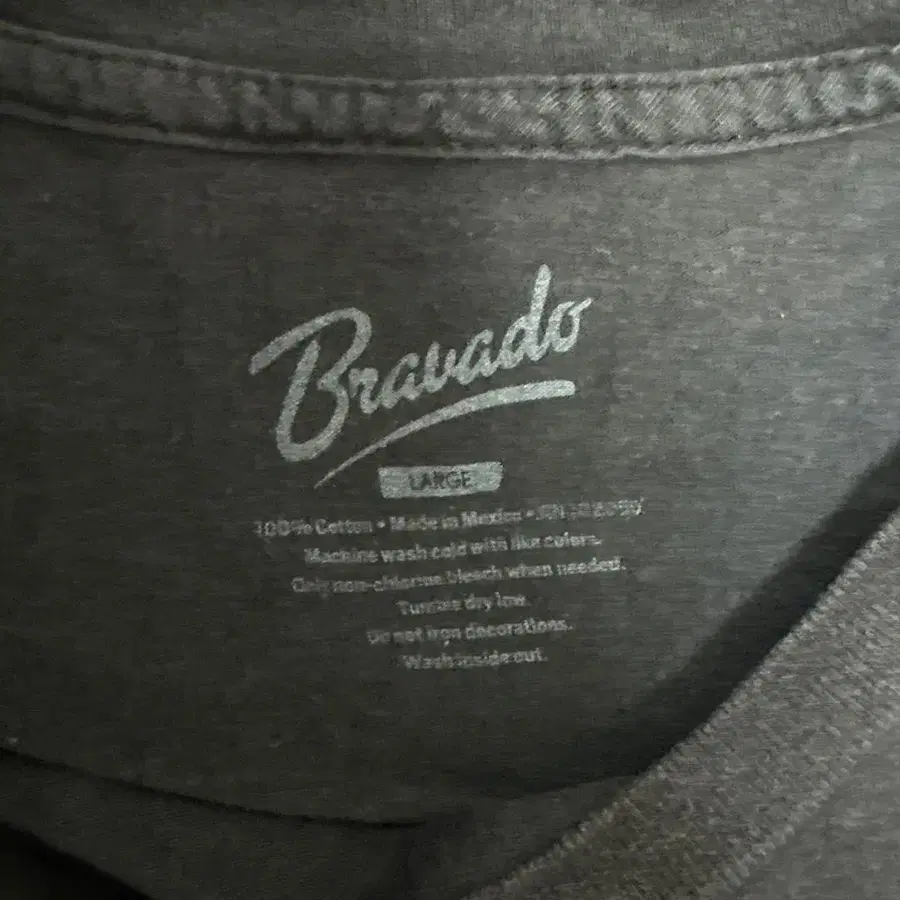 Bravado
LARGE
100% Cotton • Made in Mexico •
Machine wash cold with like colors.
Only non-chlorine bleach when needed.
Tumble dry low.
Do not iron decorations.
Wash inside out.